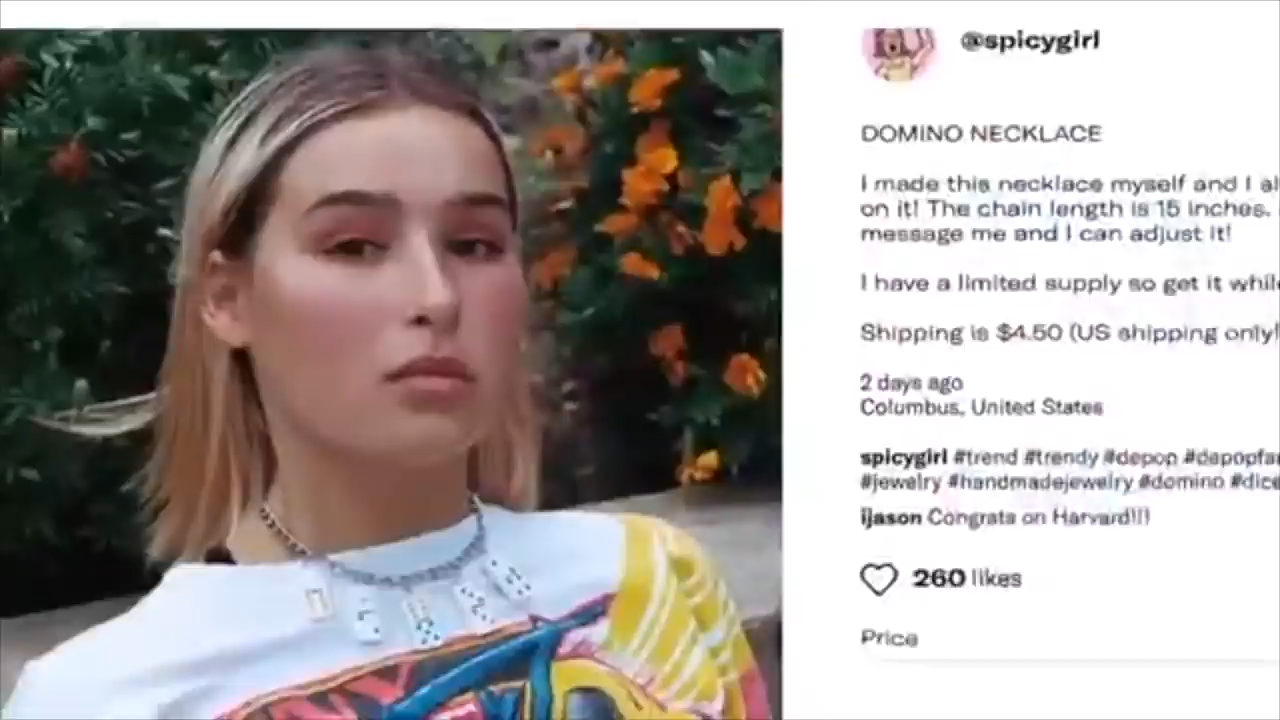 @spicygirl
DOMINO NECKLACE
I made this necklace myself and I
on it! The chain length is 15 inches.
message me and I can adjust it!
I have a limited supply so get it
Shipping is $4.50 (US shipping only!
2 days ago
Columbus, United States
spicygirl #trend #trendy #depop
#jewelry #handmadejewelry #domino
ijason Congrats on Harvard!!!
260 likes
Price